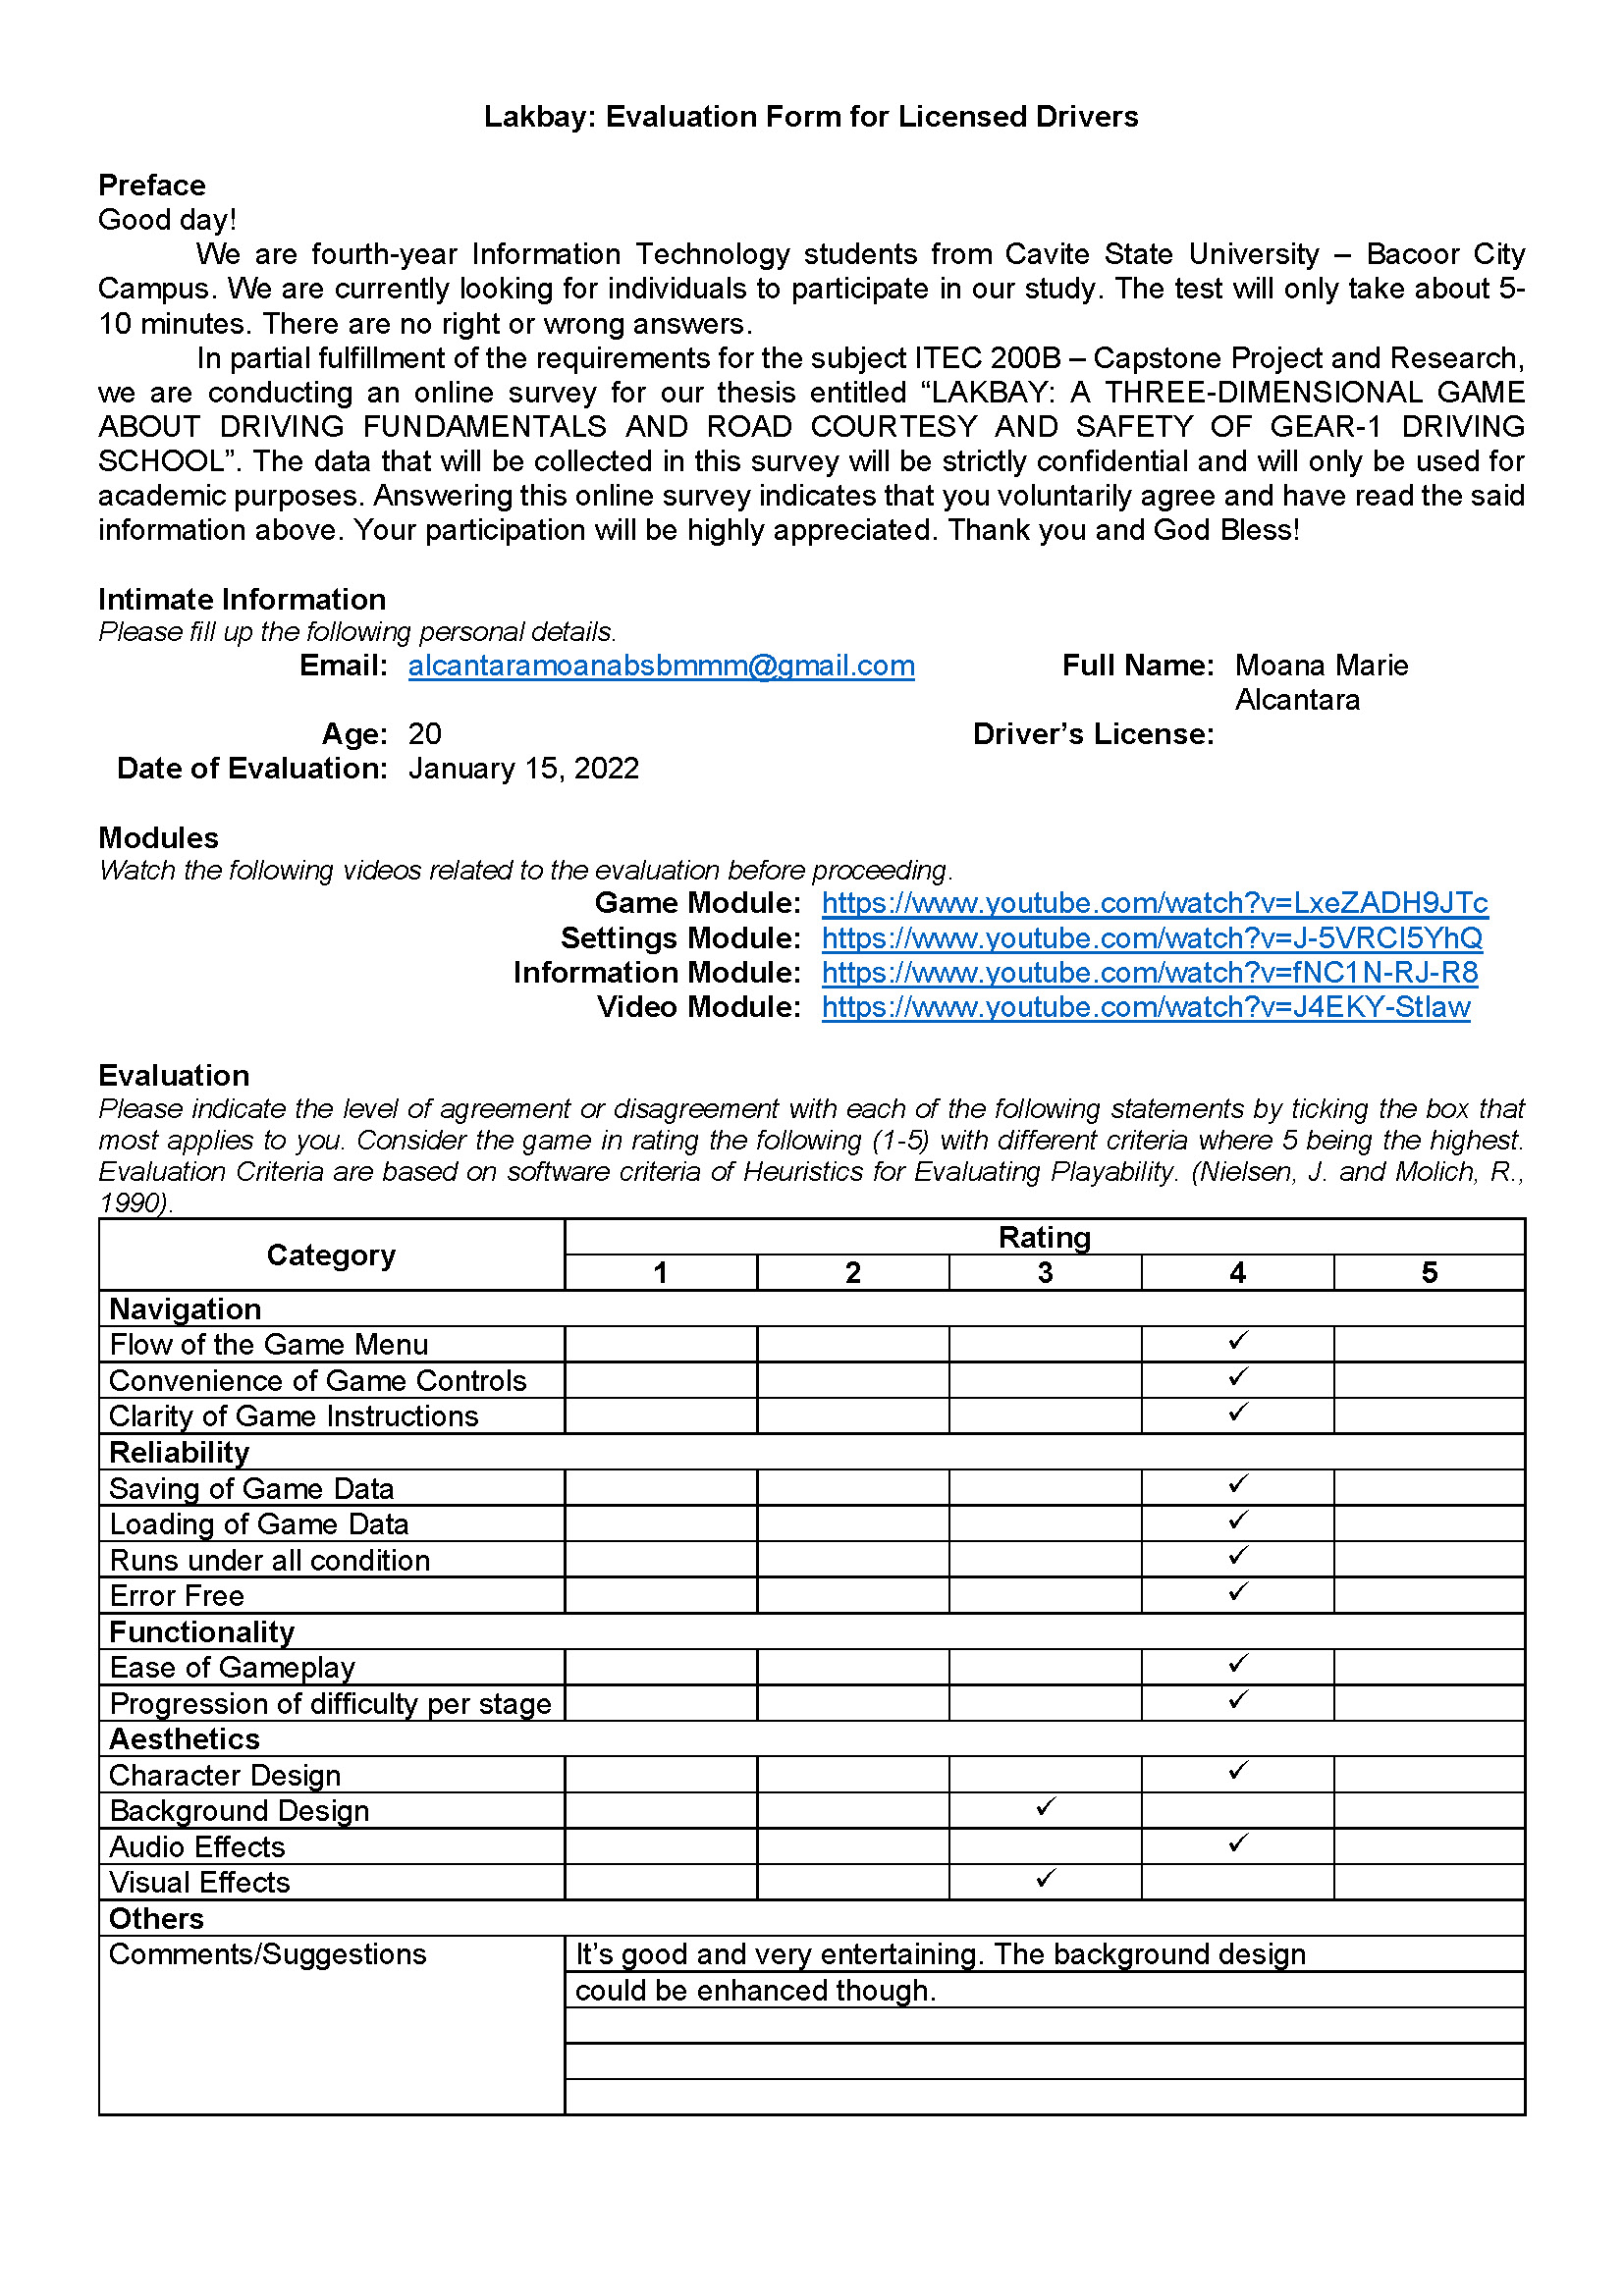 Lakbay: Evaluation Form for Licensed Drivers
Preface
Good day!
We are fourth-year Information Technology students from Cavite State University – Bacoor City
Campus. We are currently looking for individuals to participate in our study. The test will only take about 5-
10 minutes. There are no right or wrong answers.
In partial fulfillment of the requirements for the subject ITEC 200B – Capstone Project and Research,
we are conducting an online survey for our thesis entitled “LAKBAY: A THREE-DIMENSIONAL GAME
ABOUT DRIVING FUNDAMENTALS AND ROAD COURTESY AND SAFETY OF GEAR-1 DRIVING
SCHOOL”. The data that will be collected in this survey will be strictly confidential and will only be used for
academic purposes. Answering this online survey indicates that you voluntarily agree and have read the said
information above. Your participation will be highly appreciated. Thank you and God Bless!
Intimate Information
Please fill up the following personal details.
Email: alcantaramoanabsbmmm@gmail.com Full Name: Moana Marie
Alcantara
Age: 20 Driver’s License:
Date of Evaluation: January 15, 2022
Modules
Watch the following videos related to the evaluation before proceeding.
Game Module: https://www.youtube.com/watch?v=LxeZADH9JTc
Settings Module: https://www.youtube.com/watch?v=J-5VRCI5YhQ
Information Module: https://www.youtube.com/watch?v=fNC1N-RJ-R8
Video Module: https://www.youtube.com/watch?v=J4EKY-StIaw
Evaluation
Please indicate the level of agreement or disagreement with each of the following statements by ticking the box that
most applies to you. Consider the game in rating the following (1-5) with different criteria where 5 being the highest.
Evaluation Criteria are based on software criteria of Heuristics for Evaluating Playability. (Nielsen, J. and Molich, R.,
1990).
Category Rating
1 2 3 4 5
Navigation
Flow of the Game Menu ✓
Convenience of Game Controls ✓
Clarity of Game Instructions ✓
Reliability
Saving of Game Data ✓
Loading of Game Data ✓
Runs under all condition ✓
Error Free ✓
Functionality
Ease of Gameplay ✓
Progression of difficulty per stage ✓
Aesthetics
Character Design ✓
Background Design ✓
Audio Effects ✓
Visual Effects ✓
Others
Comments/Suggestions It’s good and very entertaining. The background design
could be enhanced though.